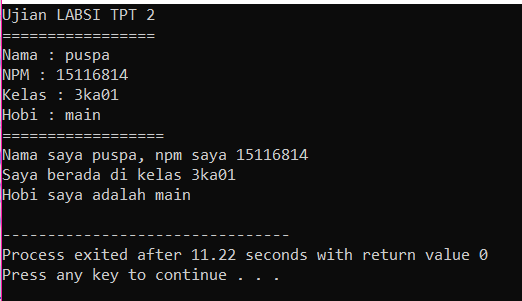 Ujian LABSI TPT 2
=================
Nama : puspa
NPM : 15116814
Kelas : 3ka01
Hobi : main
==================
Nama saya puspa, npm saya 15116814
Saya berada di kelas 3ka01
Hobi saya adalah main
--------------------------------
Process exited after 11.22 seconds with return value 0
Press any key to continue . . .